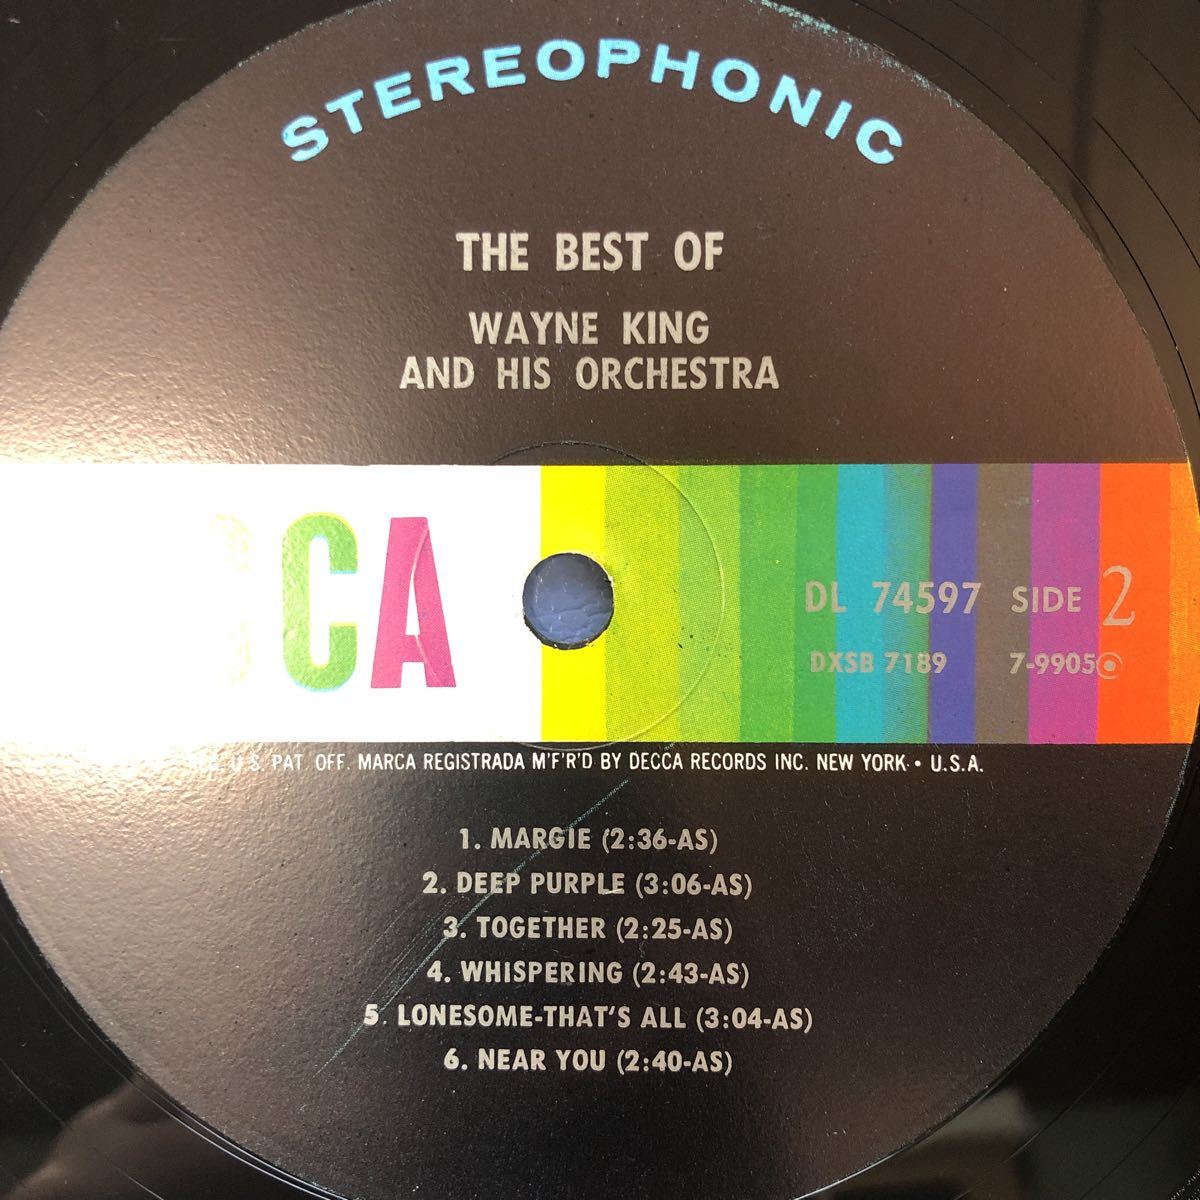 STEREOPHONIC
THE BEST OF
WAYNE KING
AND HIS ORCHESTRA
CA
DL 74597 SIDE 2
DXSB 7189 7-9905
U.S. PAT. OFF. MARCA REGISTRADA M'F'R'D BY DECCA RECORDS INC. NEW YORK • U.S.A.
1. MARGIE (2:36-AS)
2. DEEP PURPLE (3:06-AS)
3. TOGETHER (2:25-AS)
4. WHISPERING (2:43-AS)
5. LONESOME-THAT'S ALL (3:04-AS)
6. NEAR YOU (2:40-AS)